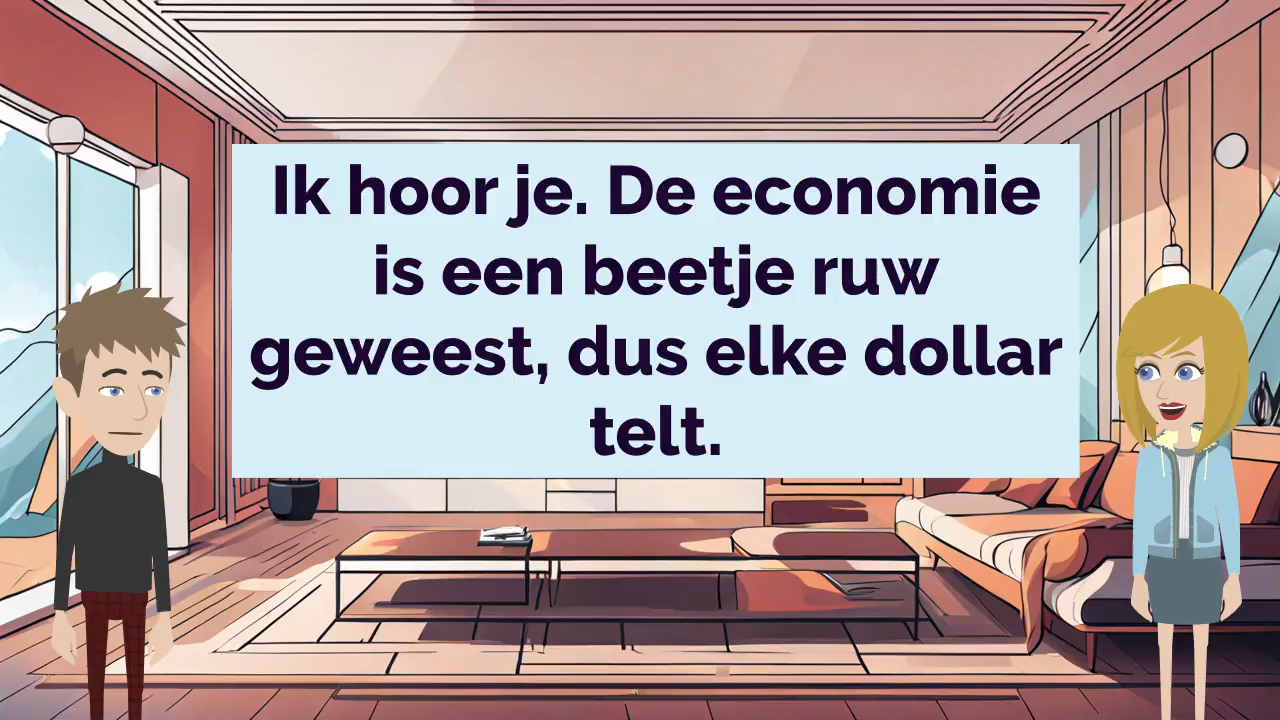 Ik hoor je. De economie
is een beetje ruw
geweest, dus elke dollar
telt.